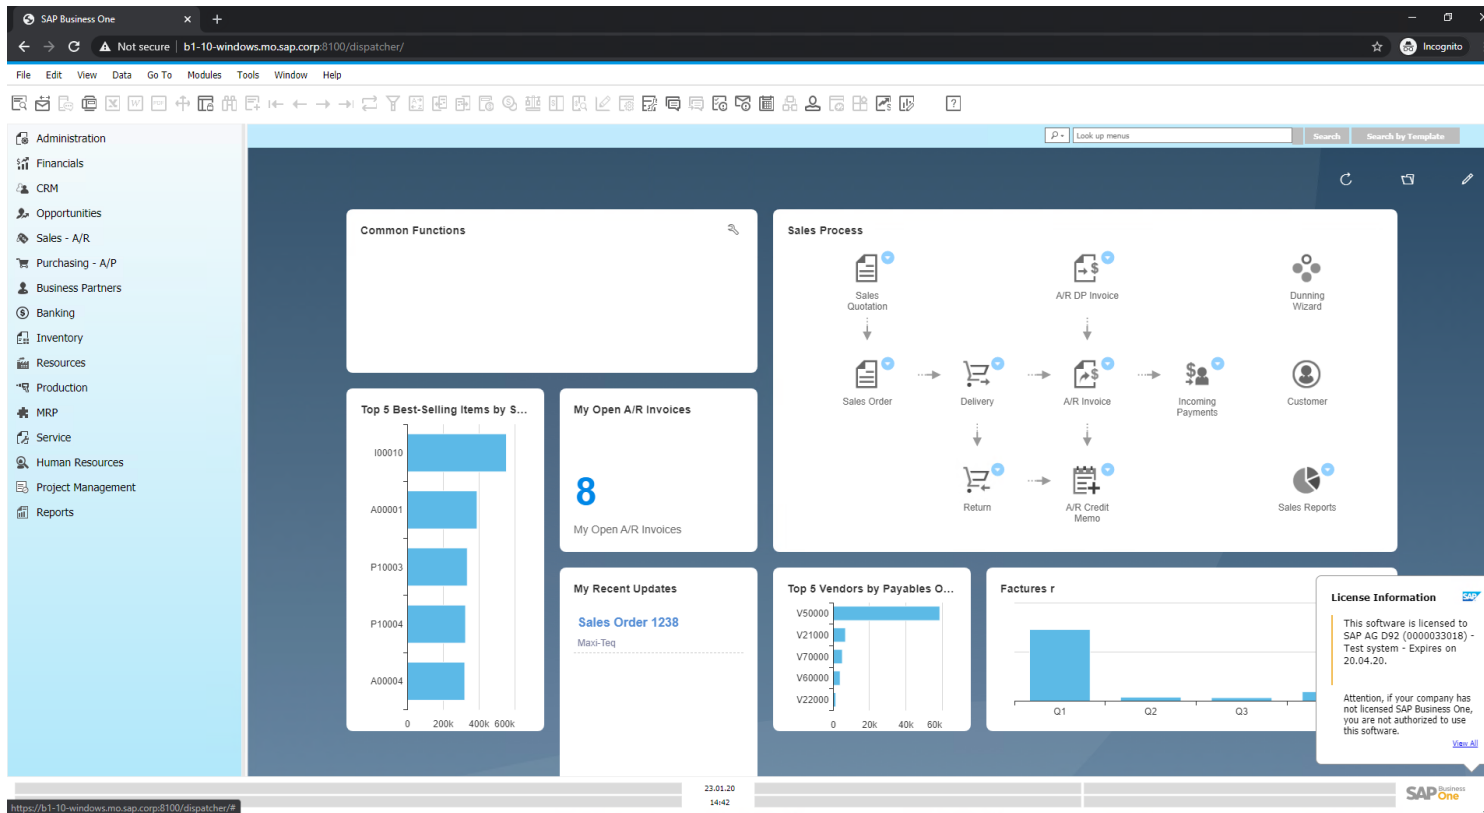 SAP Business One
Not secure | b1-10-windows.mo.sap.corp:8100/dispatcher/
Incognito
File Edit View Data Go To Modules Tools Window Help
Administration
Financials
CRM
Opportunities
Sales - A/R
Purchasing - A/P
Business Partners
Banking
Inventory
Resources
Production
MRP
Service
Human Resources
Project Management
Reports
Look up menus
Search
Search by Template
Common Functions
Sales Process
Sales
Quotation
A/R DP Invoice
Dunning
Wizard
Sales Order
Delivery
A/R Invoice
Incoming
Payments
Customer
Return
A/R Credit
Memo
Sales Reports
Top 5 Best-Selling Items by S...
I00010
A00001
P10003
P10004
A00004
0 200k 400k 600k
My Open A/R Invoices
8
My Open A/R Invoices
My Recent Updates
Sales Order 1238
Maxi-Teq
Top 5 Vendors by Payables O...
V50000
V21000
V70000
V60000
V22000
0 20k 40k 60k
Factures r
Q1 Q2 Q3
License Information
SAP
This software is licensed to
SAP AG D92 (0000033018) -
Test system - Expires on
20.04.20.
Attention, if your company has
not licensed SAP Business One,
you are not authorized to use
this software.
View All
23.01.20
14:42
https://b1-10-windows.mo.sap.corp:8100/dispatcher/#
SAP Business
One